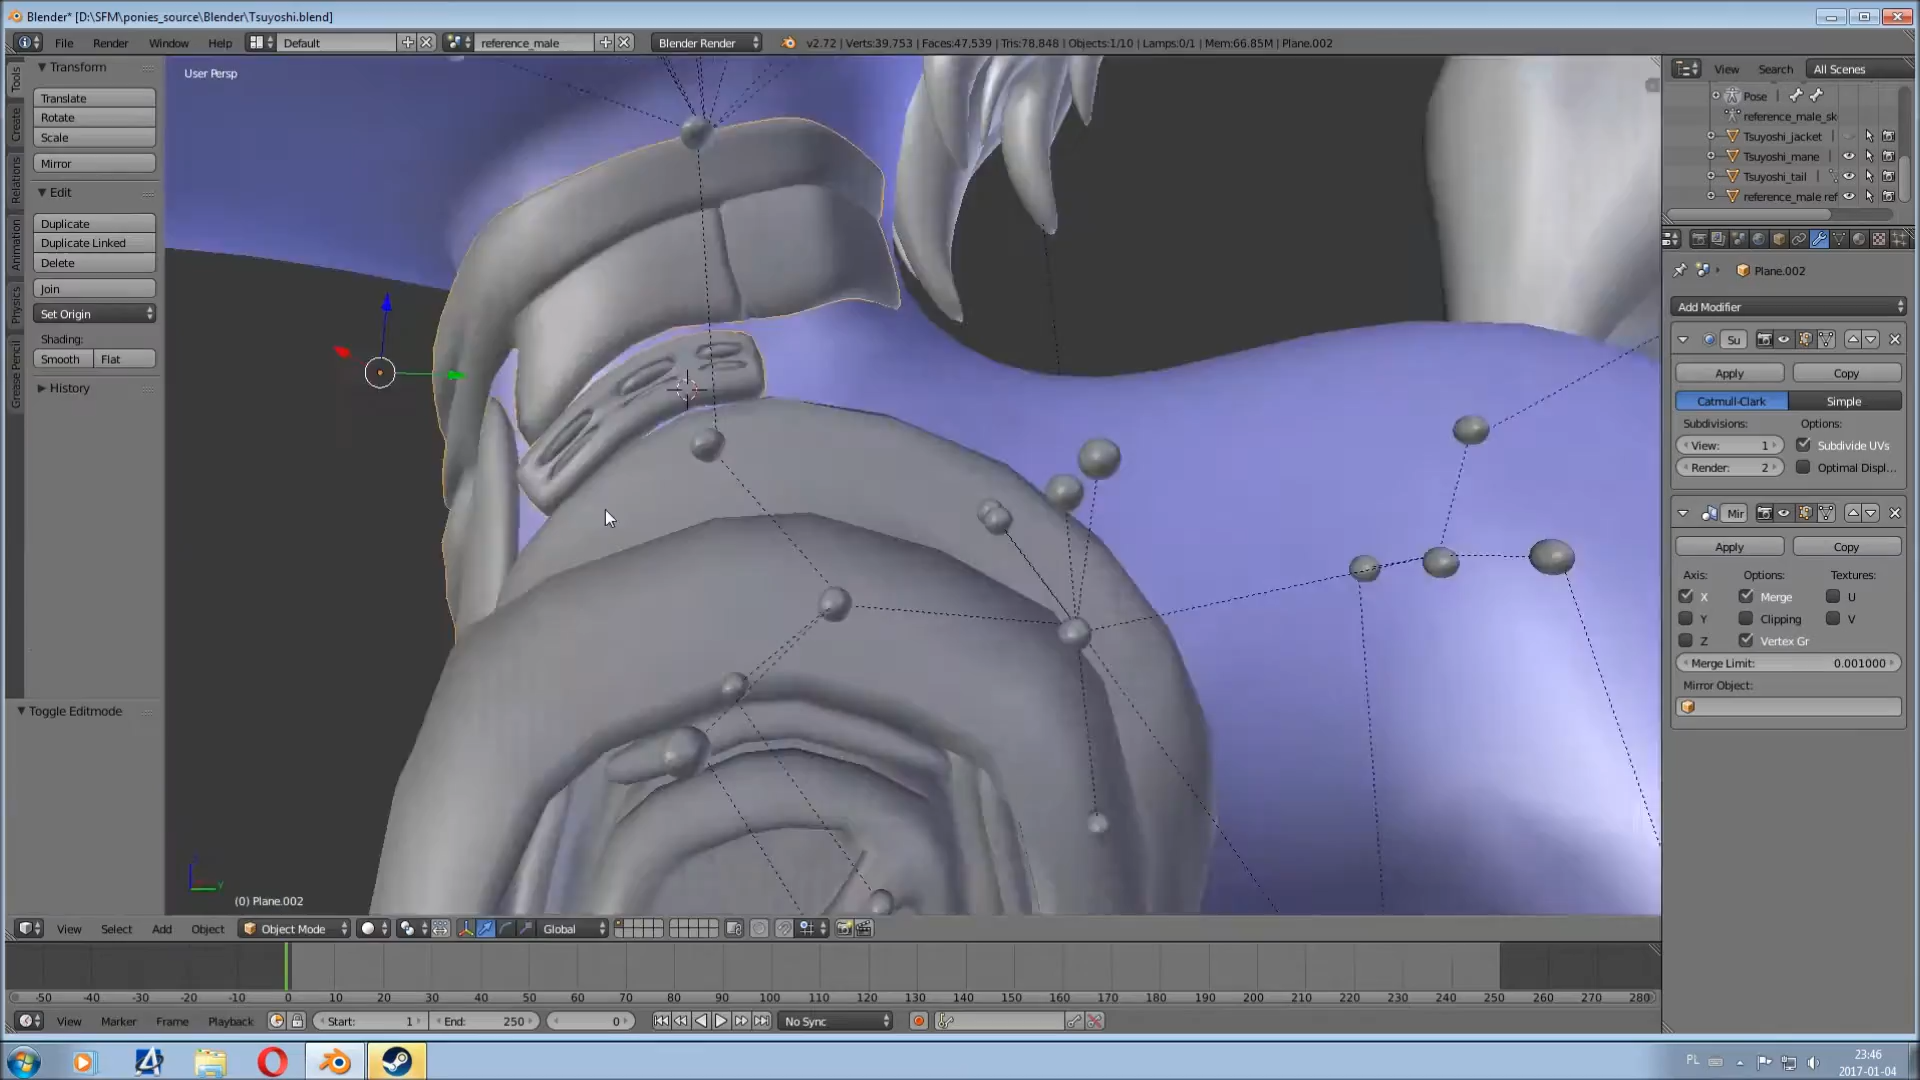 Blender* [D:\SFM\ponies_source\Blender\Tsuyoshi.blend]
File Render Window Help Default reference_male Blender Render v2.72 | Verts:39,753 | Faces:47,539 | Tris:78,848 | Objects:1/10 | Lamps:0/1 | Mem:66.85M | Plane.002
Transform
Translate
Rotate
Scale
Mirror
Edit
Duplicate
Duplicate Linked
Delete
Join
Set Origin
Shading:
Smooth Flat
History
Toggle Editmode
Tools
Create
Relations
Animation
Physics
Grease Pencil
User Persp
(0) Plane.002
View Search All Scenes
Pose
reference_male_sk
Tsuyoshi_jacket
Tsuyoshi_mane
Tsuyoshi_tail
reference_male ref
Plane.002
Add Modifier
Su
Apply Copy
Catmull-Clark Simple
Subdivisions: Options:
View: 1 Subdivide UVs
Render: 2 Optimal Displ...
Mir
Apply Copy
Axis: Options: Textures:
X Merge U
Y Clipping V
Z Vertex Gr
Merge Limit: 0.001000
Mirror Object:
View Select Add Object Object Mode Global
-50 -40 -30 -20 -10 0 10 20 30 40 50 60 70 80 90 100 110 120 130 140 150 160 170 180 190 200 210 220 230 240 250 260 270 280
View Marker Frame Playback Start: 1 End: 250 0 No Sync
PL
23:46
2017-01-04